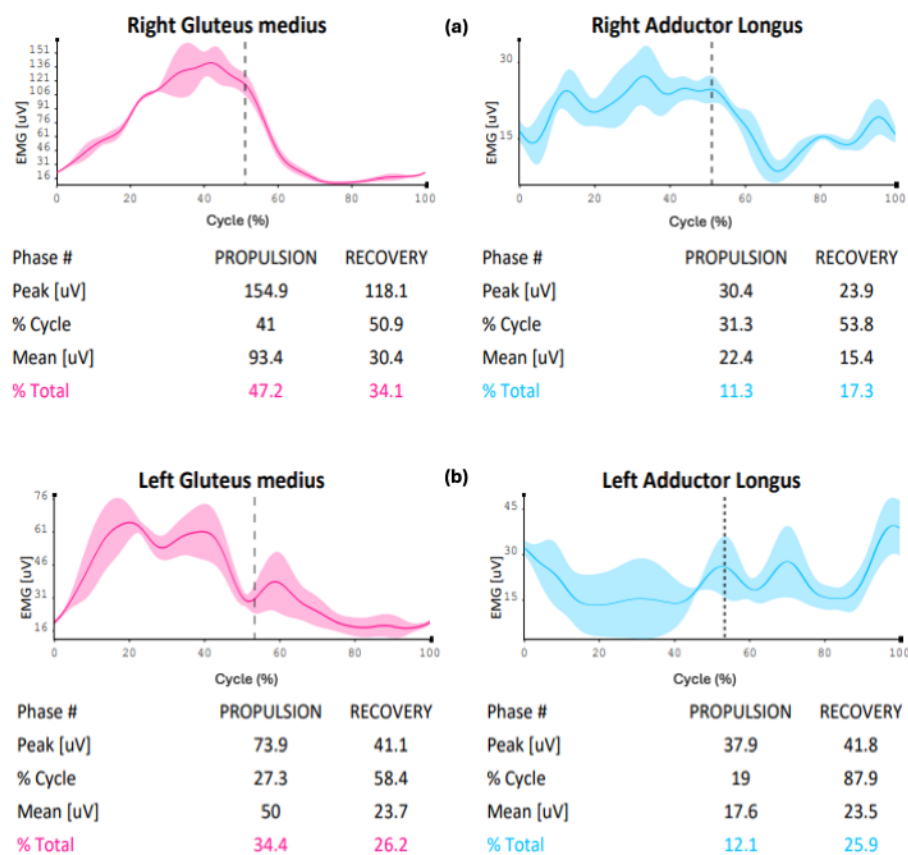 Right Gluteus medius (a) Right Adductor Longus
EMG [uV]
151
136
121
106
91
76
61
46
31
16
0 20 40 60 80 100
Cycle (%)
EMG [uV]
30
15
0 20 40 60 80 100
Cycle (%)
Phase # PROPULSION RECOVERY
Peak [uV] 154.9 118.1
% Cycle 41 50.9
Mean [uV] 93.4 30.4
% Total 47.2 34.1
Phase # PROPULSION RECOVERY
Peak [uV] 30.4 23.9
% Cycle 31.3 53.8
Mean [uV] 22.4 15.4
% Total 11.3 17.3
Left Gluteus medius (b) Left Adductor Longus
EMG [uV]
76
61
46
31
16
0 20 40 60 80 100
Cycle (%)
EMG [uV]
45
30
15
0 20 40 60 80 100
Cycle (%)
Phase # PROPULSION RECOVERY
Peak [uV] 73.9 41.1
% Cycle 27.3 58.4
Mean [uV] 50 23.7
% Total 34.4 26.2
Phase # PROPULSION RECOVERY
Peak [uV] 37.9 41.8
% Cycle 19 87.9
Mean [uV] 17.6 23.5
% Total 12.1 25.9